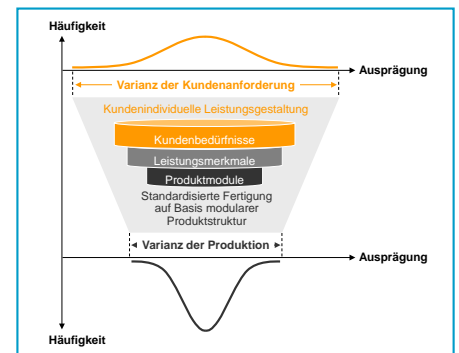 Häufigkeit
Ausprägung
Varianz der Kundenanforderung
Kundenindividuelle Leistungsgestaltung
Kundenbedürfnisse
Leistungsmerkmale
Produktmodule
Standardisierte Fertigung
auf Basis modularer
Produktstruktur
Varianz der Produktion
Ausprägung
Häufigkeit